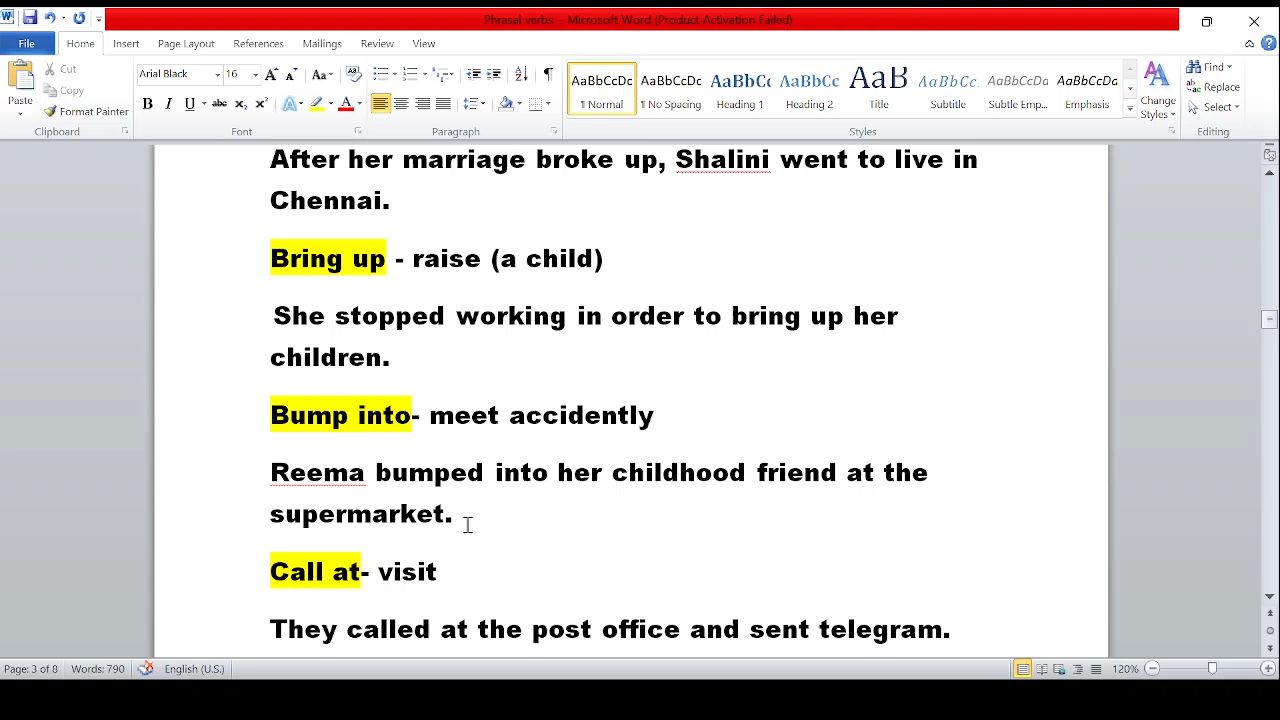 Phrasal verbs - Microsoft Word (Product Activation Failed)
File Home Insert Page Layout References Mailings Review View
Paste
Cut
Copy
Format Painter
Clipboard
Arial Black 16
Font
Paragraph
AaBbCcDc AaBbCcDc AaBbCc AaBbCc AaB AaBbCc. AaBbCcDc AaBbCcDc
¶ Normal ¶ No Spacing Heading 1 Heading 2 Title Subtitle Subtle Em... Emphasis
Change Styles
Styles
Find
Replace
Select
Editing
After her marriage broke up, Shalini went to live in
Chennai.
Bring up - raise (a child)
She stopped working in order to bring up her
children.
Bump into- meet accidently
Reema bumped into her childhood friend at the
supermarket.
Call at- visit
They called at the post office and sent telegram.
Page: 3 of 8 Words: 790 English (U.S.) 120%